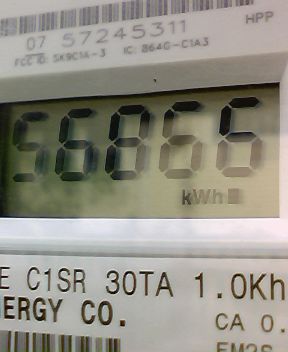 HPP
07 57245311
FCC ID: SK9C1A-3 IC: 864G-C1A3
56866
kWh
E C1SR 30TA 1.0Kh
ERGY CO.
CA 0.